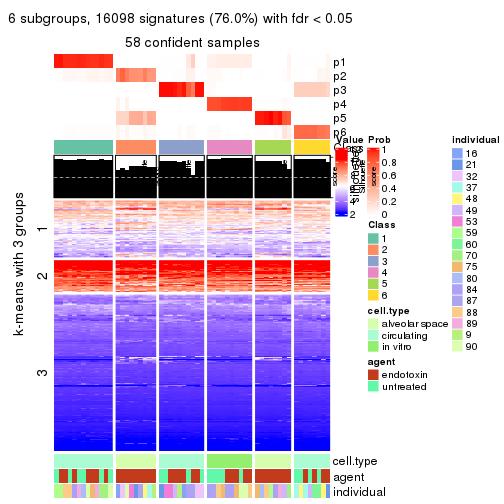 6 subgroups, 16098 signatures (76.0%) with fdr < 0.05
58 confident samples
p1
p2
p3
p4
p5
p6
k-means with 3 groups
1
2
3
cell.type
agent
individual
Value
2
Prob
1
0.8
0.6
0.4
0.2
0
Class
1
2
3
4
5
6
cell.type
alveolar space
circulating
in vitro
agent
endotoxin
untreated
individual
16
21
32
37
48
49
53
59
60
70
75
80
84
87
88
89
9
90